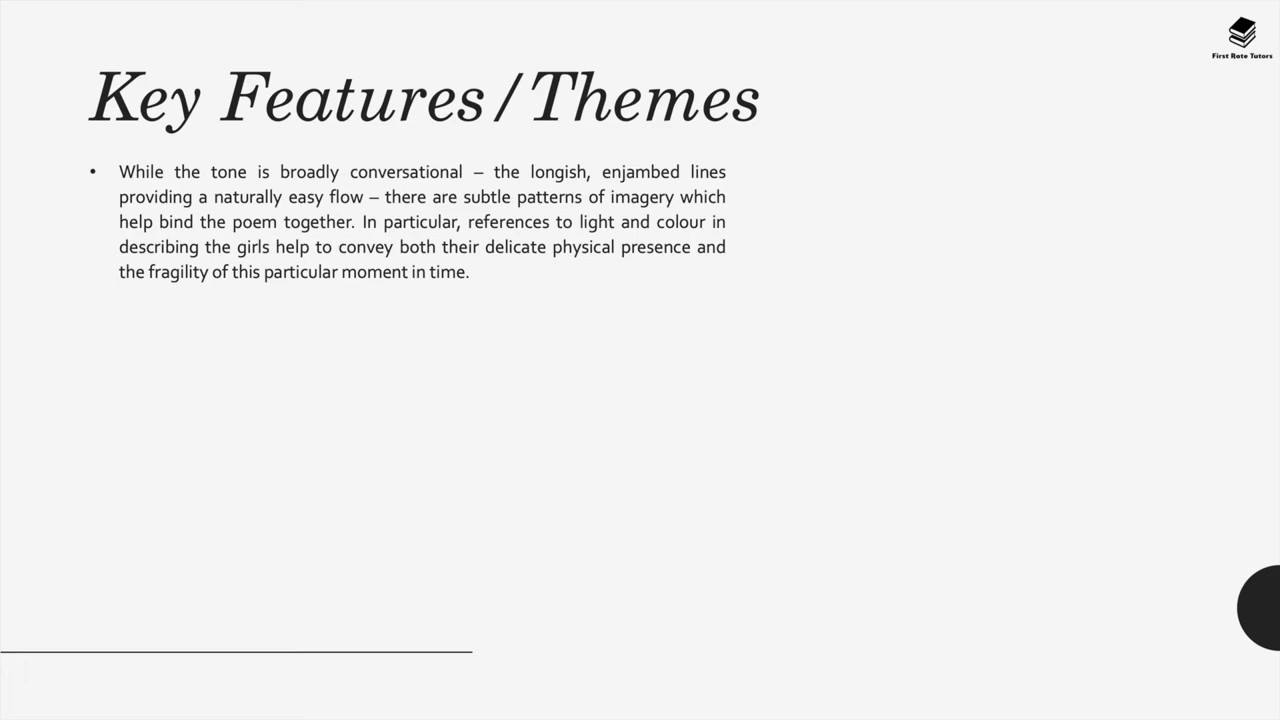 First Rate Tutors
Key Features/Themes
• While the tone is broadly conversational – the longish, enjambed lines
providing a naturally easy flow – there are subtle patterns of imagery which
help bind the poem together. In particular, references to light and colour in
describing the girls help to convey both their delicate physical presence and
the fragility of this particular moment in time.